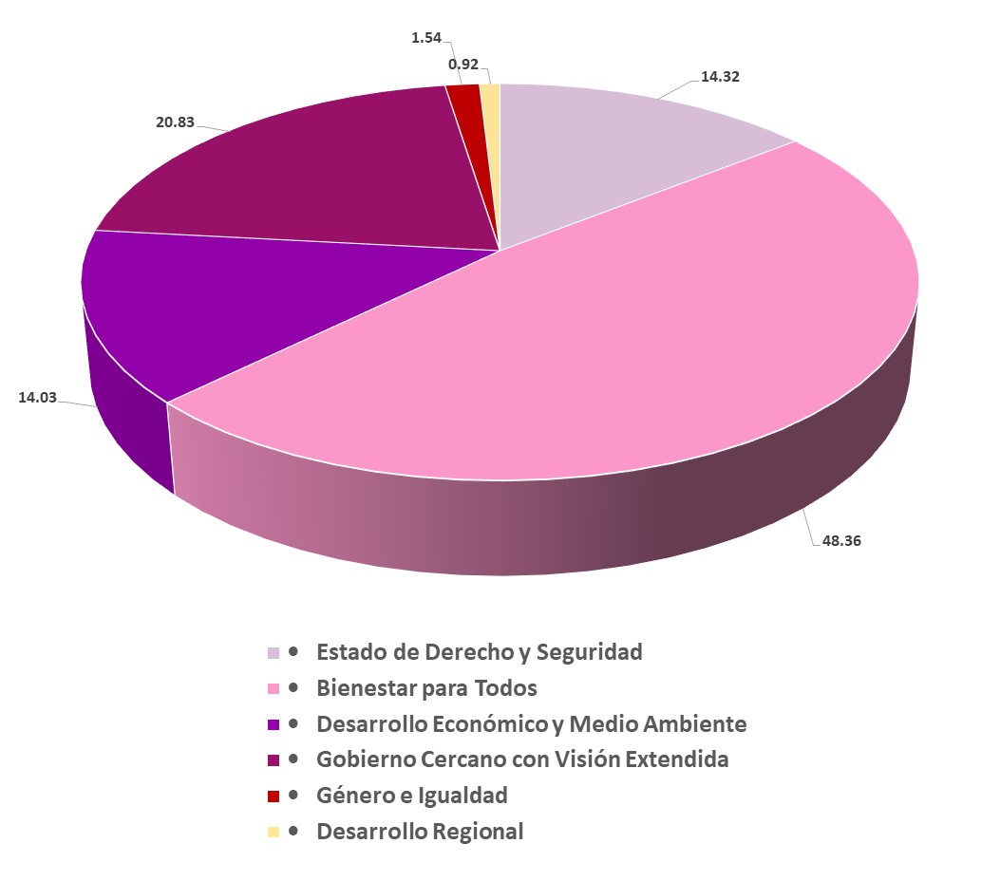 1.54
0.92
14.32
20.83
14.03
48.36
• Estado de Derecho y Seguridad
• Bienestar para Todos
• Desarrollo Económico y Medio Ambiente
• Gobierno Cercano con Visión Extendida
• Género e Igualdad
• Desarrollo Regional